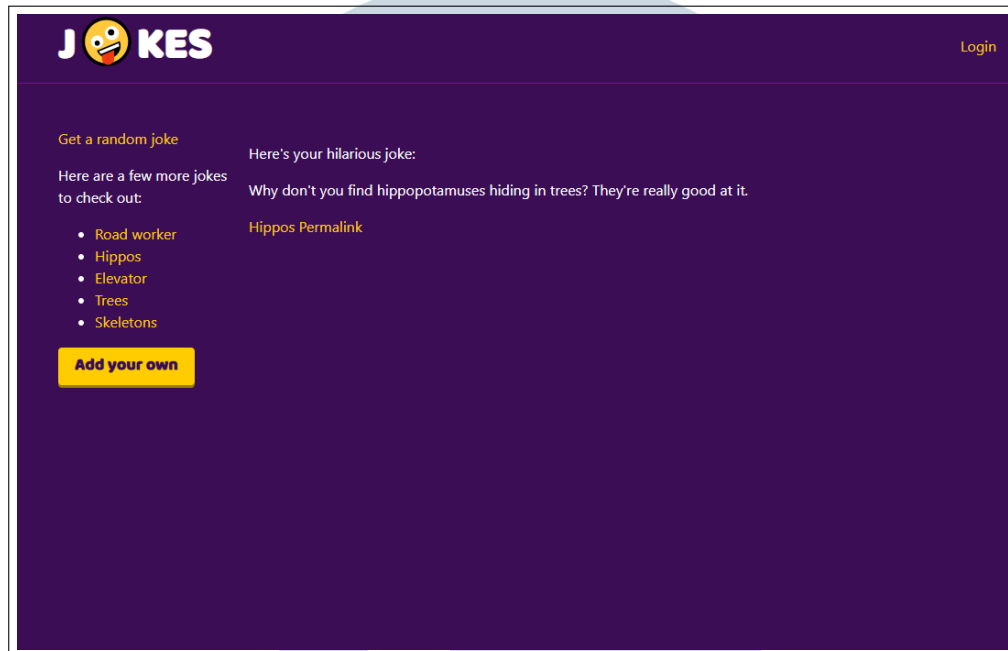 J🤪KES
Login
Get a random joke
Here are a few more jokes
to check out:
Road worker
Hippos
Elevator
Trees
Skeletons
Add your own
Here's your hilarious joke:
Why don't you find hippopotamuses hiding in trees? They're really good at it.
Hippos Permalink